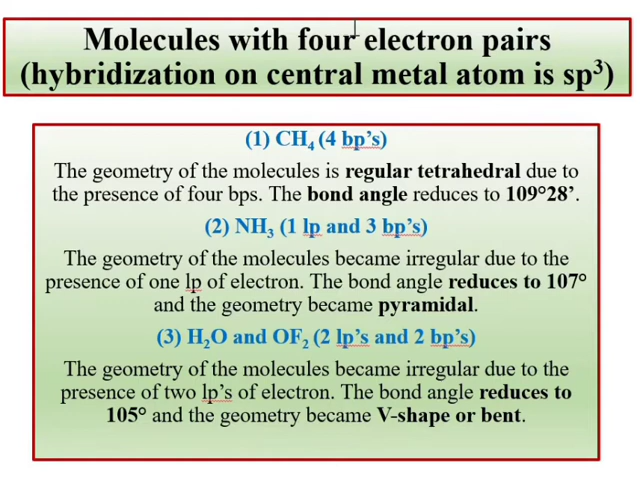 Molecules with four electron pairs
(hybridization on central metal atom is sp³)
(1) CH₄ (4 bp's)
The geometry of the molecules is regular tetrahedral due to
the presence of four bps. The bond angle reduces to 109°28’.
(2) NH₃ (1 lp and 3 bp's)
The geometry of the molecules became irregular due to the
presence of one lp of electron. The bond angle reduces to 107°
and the geometry became pyramidal.
(3) H₂O and OF₂ (2 lp's and 2 bp's)
The geometry of the molecules became irregular due to the
presence of two lp's of electron. The bond angle reduces to
105° and the geometry became V-shape or bent.